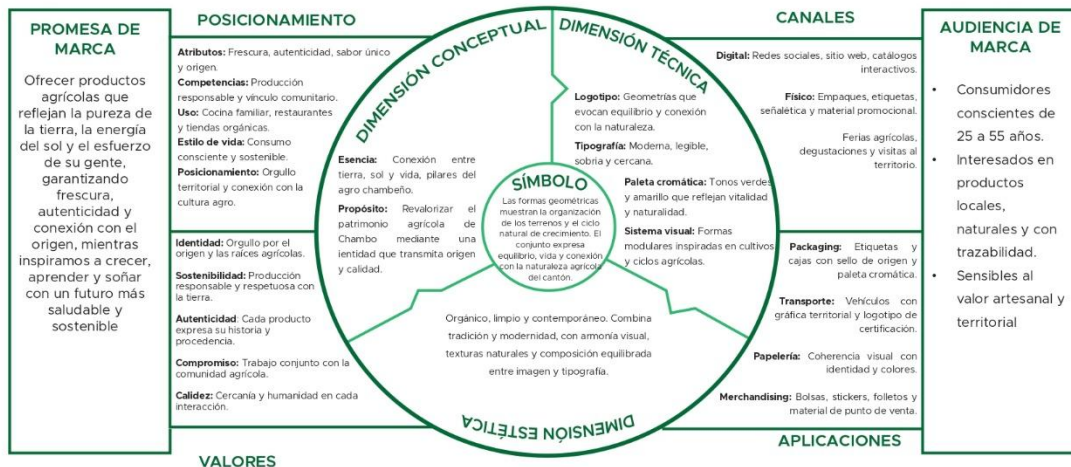 PROMESA DE
MARCA
Ofrecer productos
agrícolas que
reflejan la pureza de
la tierra, la energía
del sol y el esfuerzo
de su gente,
garantizando
frescura,
autenticidad y
conexión con el
origen, mientras
inspiramos a crecer,
aprender y soñar
con un futuro más
saludable y
sostenible
POSICIONAMIENTO
Atributos: Frescura, autenticidad, sabor único
y origen.
Competencias: Producción
responsable y vínculo comunitario.
Uso: Cocina familiar, restaurantes
y tiendas orgánicas.
Estilo de vida: Consumo
consciente y sostenible.
Posicionamiento: Orgullo
territorial y conexión con la
cultura agro.
Identidad: Orgullo por el
origen y las raíces agrícolas.
Sostenibilidad: Producción
responsable y respetuosa con
la tierra.
Autenticidad: Cada producto
expresa su historia y
procedencia.
Compromiso: Trabajo conjunto con la
comunidad agrícola.
Calidez: Cercanía y humanidad en cada
interacción.
VALORES
DIMENSIÓN CONCEPTUAL
Esencia: Conexión entre
tierra, sol y vida, pilares del
agro chambeño.
Propósito: Revalorizar el
patrimonio agrícola de
Chambo mediante una
identidad que transmita origen
y calidad.
DIMENSIÓN TÉCNICA
Logotipo: Geometrías que
evocan equilibrio y conexión
con la naturaleza.
Tipografía: Moderna, legible,
sobria y cercana.
Paleta cromática: Tonos verdes
y amarillo que reflejan vitalidad
y naturalidad.
Sistema visual: Formas
modulares inspiradas en cultivos
y ciclos agrícolas.
SÍMBOLO
Las formas geométricas
muestran la organización
de los terrenos y el ciclo
natural de crecimiento. El
conjunto expresa
equilibrio, vida y conexión
con la naturaleza agrícola
del cantón.
Orgánico, limpio y contemporáneo. Combina
tradición y modernidad, con armonía visual,
texturas naturales y composición equilibrada
entre imagen y tipografía.
DIMENSIÓN ESTÉTICA
CANALES
Digital: Redes sociales, sitio web, catálogos
interactivos.
Físico: Empaques, etiquetas,
señalética y material promocional.
Ferias agrícolas,
degustaciones y visitas al
territorio.
Packaging: Etiquetas y
cajas con sello de origen y
paleta cromática.
Transporte: Vehículos con
gráfica territorial y logotipo de
certificación.
Papelería: Coherencia visual con
identidad y colores.
Merchandising: Bolsas, stickers, folletos y
material de punto de venta.
APLICACIONES
AUDIENCIA DE
MARCA
• Consumidores
conscientes de
25 a 55 años.
• Interesados en
productos
locales,
naturales y con
trazabilidad.
• Sensibles al
valor artesanal y
territorial